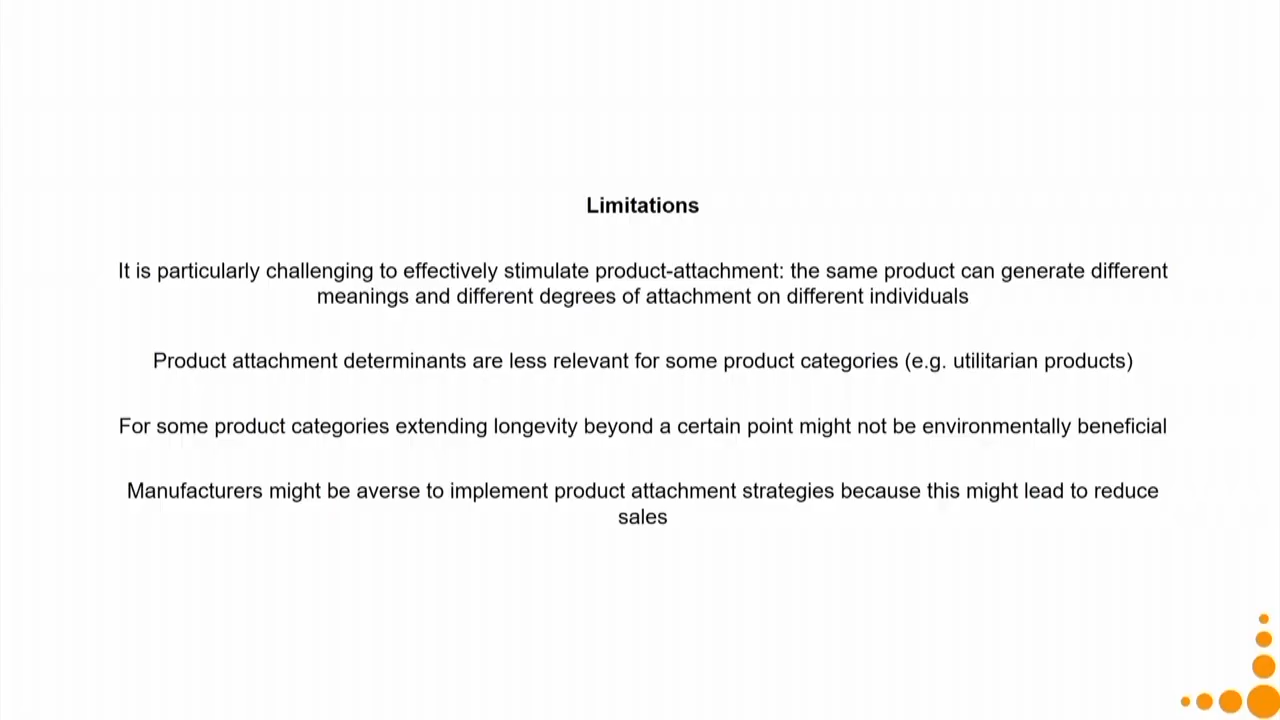 Limitations
It is particularly challenging to effectively stimulate product-attachment: the same product can generate different
meanings and different degrees of attachment on different individuals
Product attachment determinants are less relevant for some product categories (e.g. utilitarian products)
For some product categories extending longevity beyond a certain point might not be environmentally beneficial
Manufacturers might be averse to implement product attachment strategies because this might lead to reduce
sales